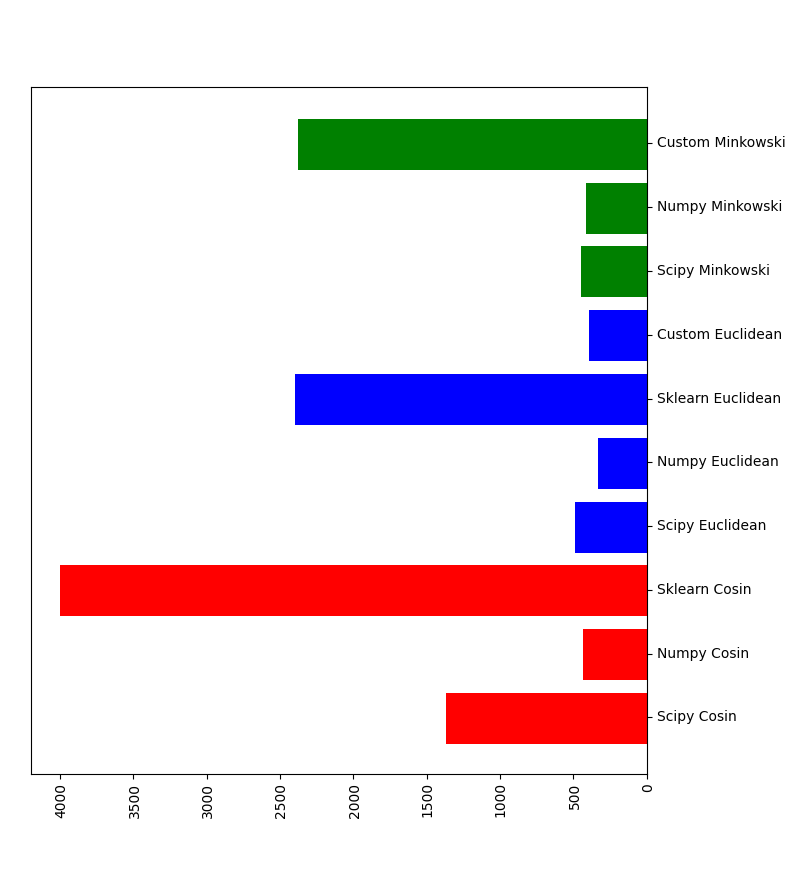 Custom Minkowski
Numpy Minkowski
Scipy Minkowski
Custom Euclidean
Sklearn Euclidean
Numpy Euclidean
Scipy Euclidean
Sklearn Cosin
Numpy Cosin
Scipy Cosin
4000
3500
3000
2500
2000
1500
1000
500
0